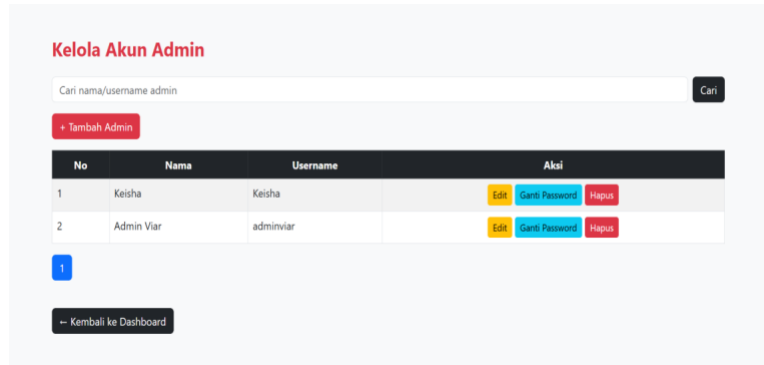 Kelola Akun Admin
Cari nama/username admin Cari
+ Tambah Admin
No Nama Username Aksi
1 Keisha Keisha Edit Ganti Password Hapus
2 Admin Viar adminviar Edit Ganti Password Hapus
1
← Kembali ke Dashboard